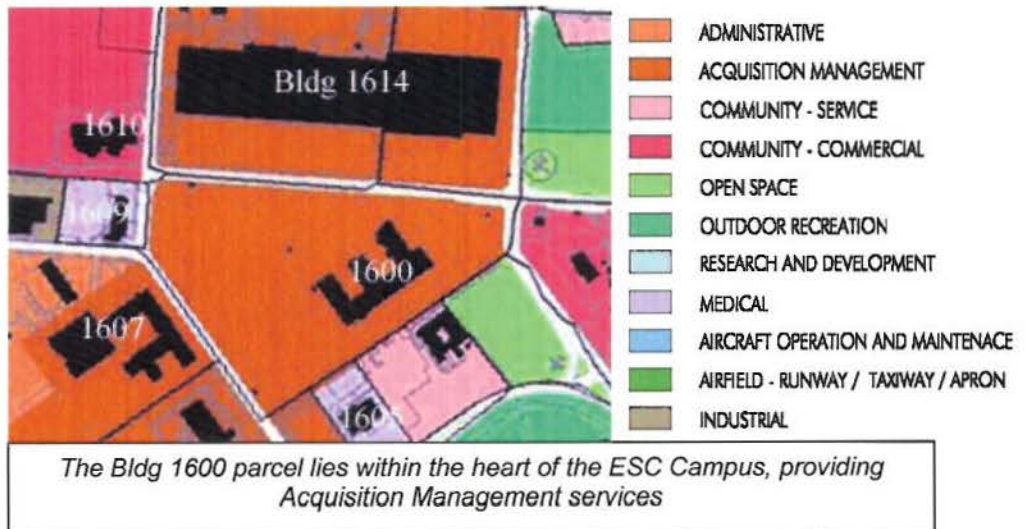 Bldg 1614
1610
1609
1600
1607
ADMINISTRATIVE
ACQUISITION MANAGEMENT
COMMUNITY - SERVICE
COMMUNITY - COMMERCIAL
OPEN SPACE
OUTDOOR RECREATION
RESEARCH AND DEVELOPMENT
MEDICAL
AIRCRAFT OPERATION AND MAINTENACE
AIRFIELD - RUNWAY / TAXIWAY / APRON
INDUSTRIAL
The Bldg 1600 parcel lies within the heart of the ESC Campus, providing
Acquisition Management services